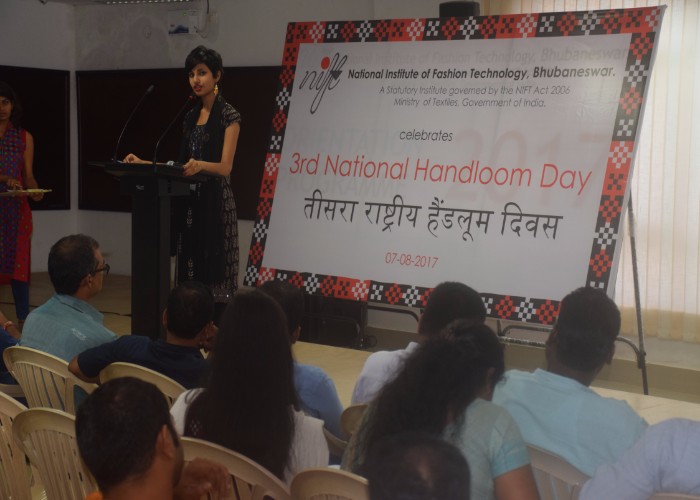 nift
National Institute of Fashion Technology, Bhubaneswar.
A Statutory Institute governed by the NIFT Act 2006
Ministry of Textiles, Government of India.
celebrates
3rd National Handloom Day
तीसरा राष्ट्रीय हैंडलूम दिवस
07-08-2017